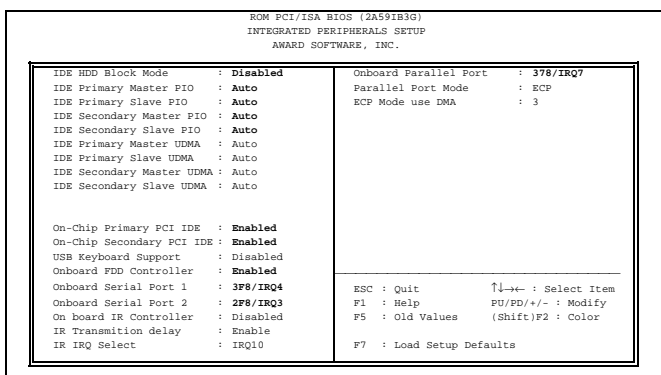 ROM PCI/ISA BIOS (2A59IB3G)
INTEGRATED PERIPHERALS SETUP
AWARD SOFTWARE, INC.
IDE HDD Block Mode : Disabled
IDE Primary Master PIO : Auto
IDE Primary Slave PIO : Auto
IDE Secondary Master PIO : Auto
IDE Secondary Slave PIO : Auto
IDE Primary Master UDMA : Auto
IDE Primary Slave UDMA : Auto
IDE Secondary Master UDMA : Auto
IDE Secondary Slave UDMA : Auto
On-Chip Primary PCI IDE : Enabled
On-Chip Secondary PCI IDE : Enabled
USB Keyboard Support : Disabled
Onboard FDD Controller : Enabled
Onboard Serial Port 1 : 3F8/IRQ4
Onboard Serial Port 2 : 2F8/IRQ3
On board IR Controller : Disabled
IR Transmition delay : Enable
IR IRQ Select : IRQ10
Onboard Parallel Port : 378/IRQ7
Parallel Port Mode : ECP
ECP Mode use DMA : 3
ESC : Quit ↑↓→← : Select Item
F1 : Help PU/PD/+/- : Modify
F5 : Old Values (Shift)F2 : Color
F7 : Load Setup Defaults